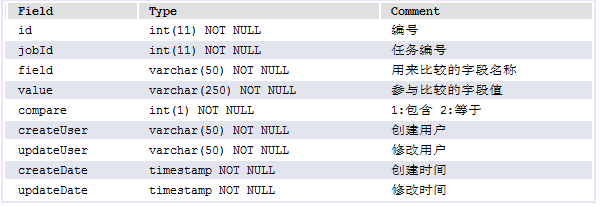 Field Type Comment
id int(11) NOT NULL 编号
jobId int(11) NOT NULL 任务编号
field varchar(50) NOT NULL 用来比较的字段名称
value varchar(250) NOT NULL 参与比较的字段值
compare int(1) NOT NULL 1:包含 2:等于
createUser varchar(50) NOT NULL 创建用户
updateUser varchar(50) NOT NULL 修改用户
createDate timestamp NOT NULL 创建时间
updateDate timestamp NOT NULL 修改时间